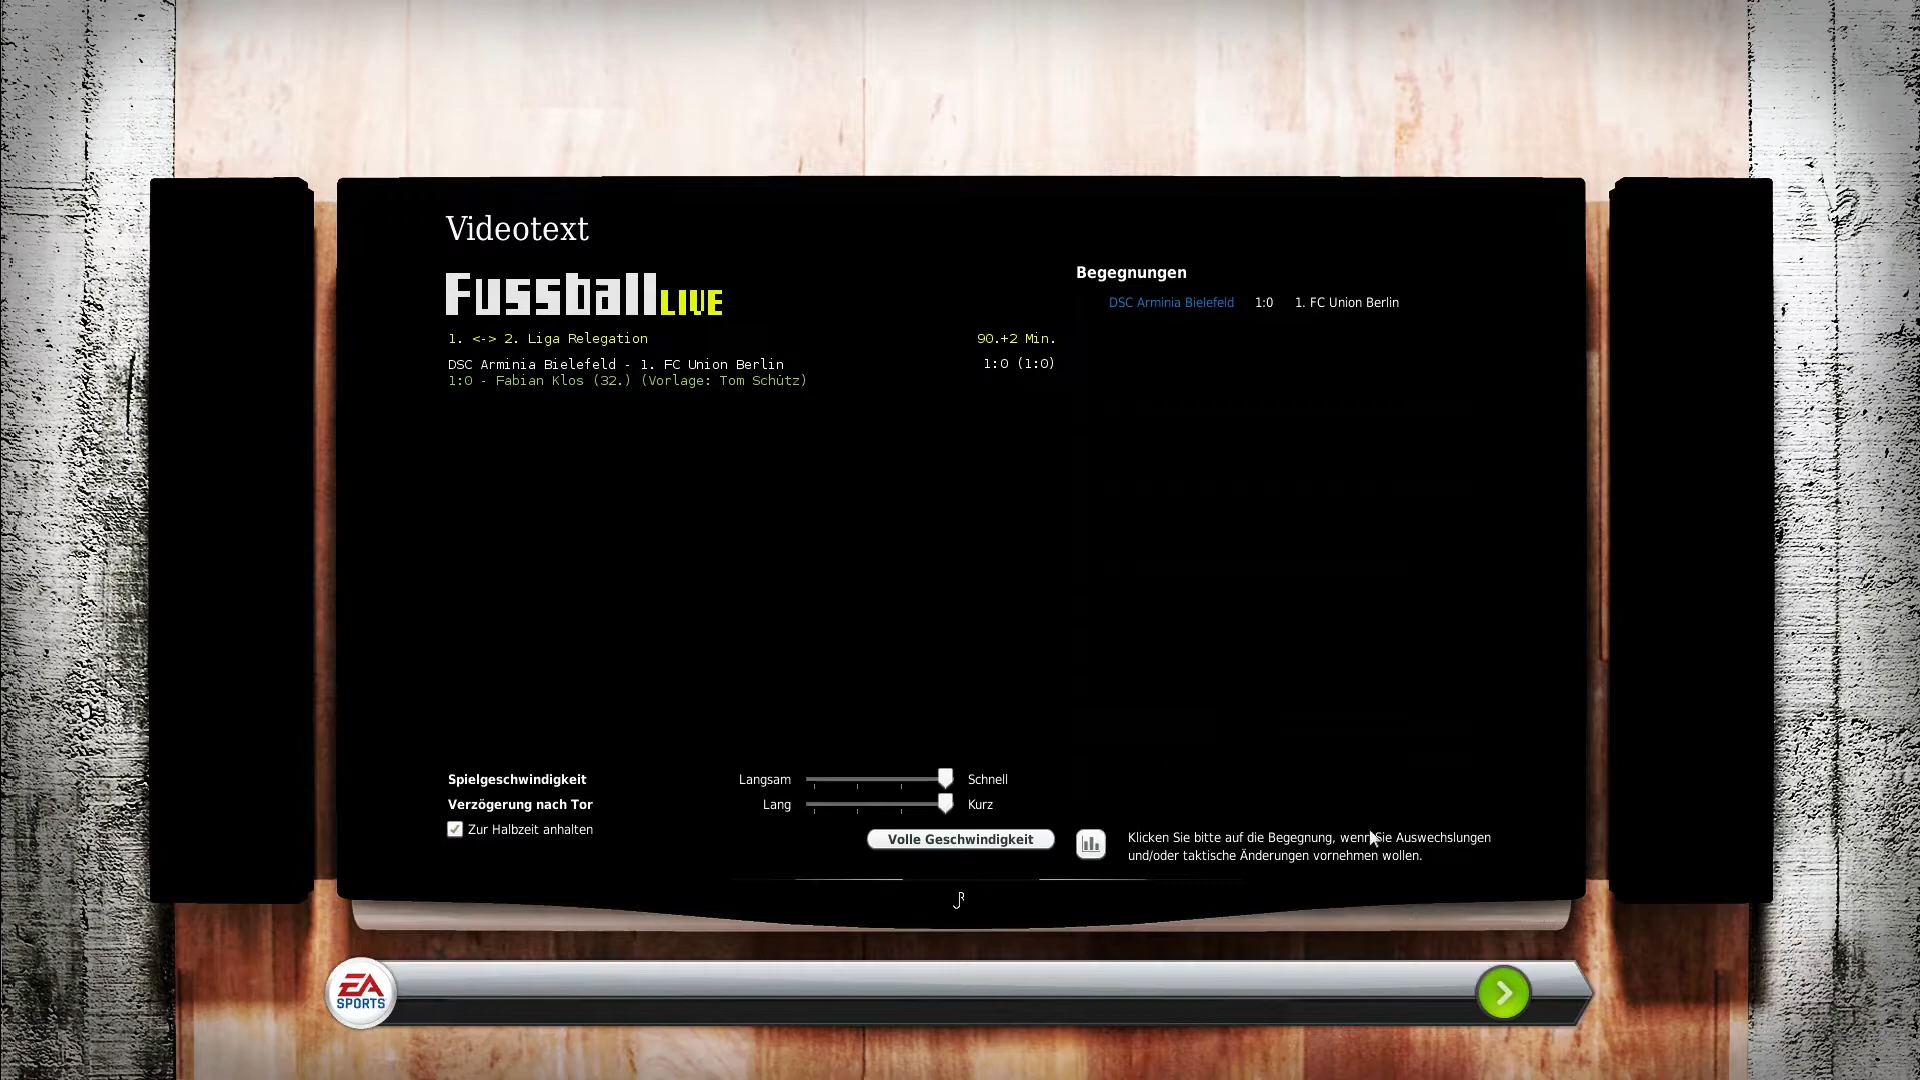 Videotext
Fussball LIVE
1. <-> 2. Liga Relegation 90.+2 Min.
DSC Arminia Bielefeld - 1. FC Union Berlin 1:0 (1:0)
1:0 - Fabian Klos (32.) (Vorlage: Tom Schütz)
Begegnungen
DSC Arminia Bielefeld 1:0 1. FC Union Berlin
Spielgeschwindigkeit Langsam Schnell
Verzögerung nach Tor Lang Kurz
Zur Halbzeit anhalten
Volle Geschwindigkeit
Klicken Sie bitte auf die Begegnung, wenn Sie Auswechslungen
und/oder taktische Änderungen vornehmen wollen.
EA
SPORTS